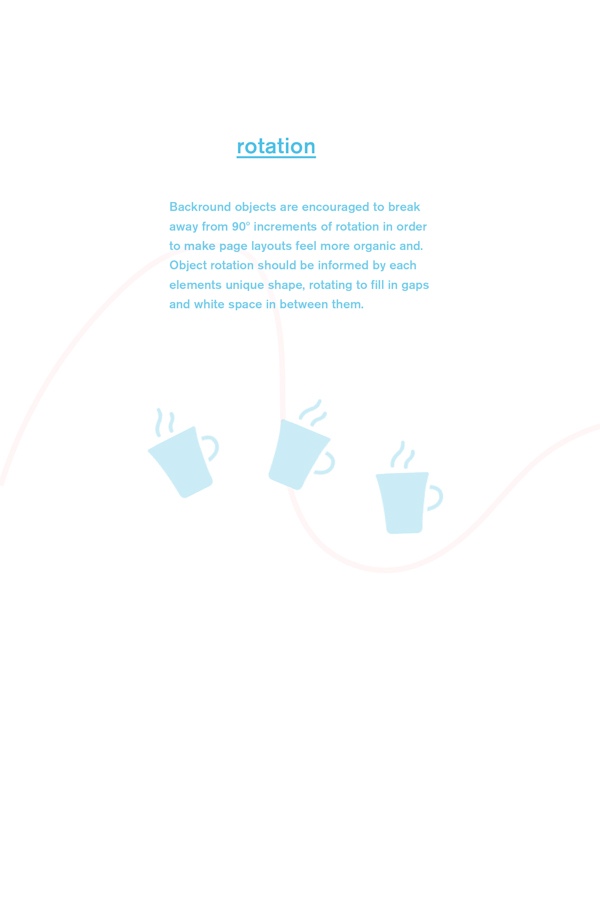 rotation
Backround objects are encouraged to break
away from 90° increments of rotation in order
to make page layouts feel more organic and.
Object rotation should be informed by each
elements unique shape, rotating to fill in gaps
and white space in between them.